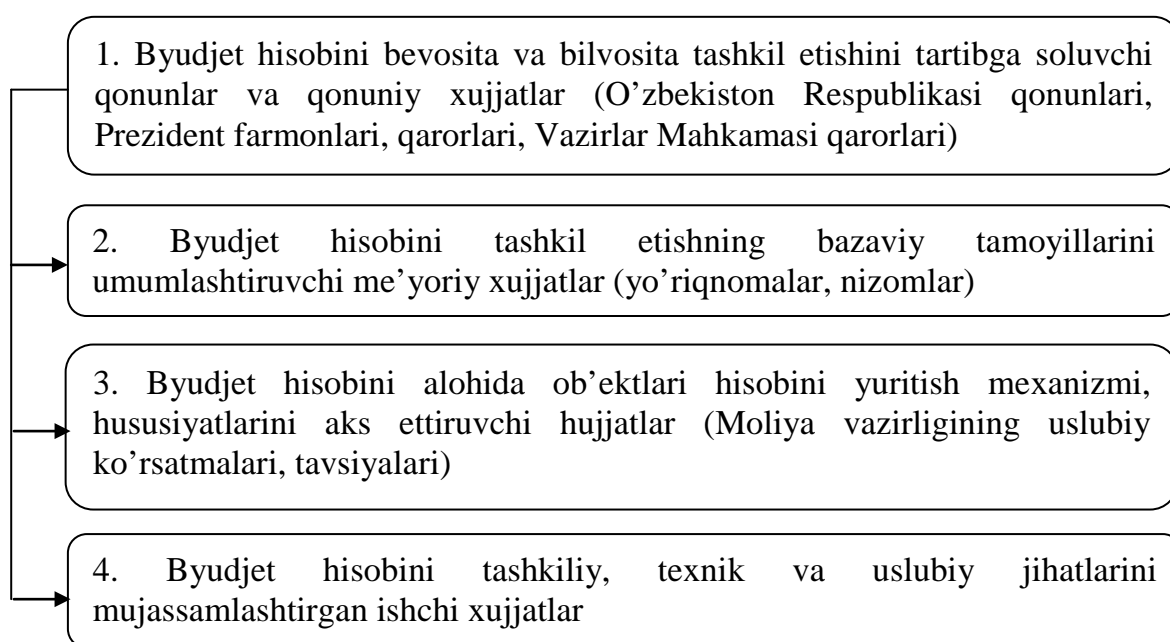 1. Byudjet hisobini bevosita va bilvosita tashkil etishini tartibga soluvchi
qonunlar va qonuniy xujjatlar (O’zbekiston Respublikasi qonunlari,
Prezident farmonlari, qarorlari, Vazirlar Mahkamasi qarorlari)
2. Byudjet hisobini tashkil etishning bazaviy tamoyillarini
umumlashtiruvchi me’yoriy xujjatlar (yo’riqnomalar, nizomlar)
3. Byudjet hisobini alohida ob’ektlari hisobini yuritish mexanizmi,
hususiyatlarini aks ettiruvchi hujjatlar (Moliya vazirligining uslubiy
ko’rsatmalari, tavsiyalari)
4. Byudjet hisobini tashkiliy, texnik va uslubiy jihatlarini
mujassamlashtirgan ishchi xujjatlar